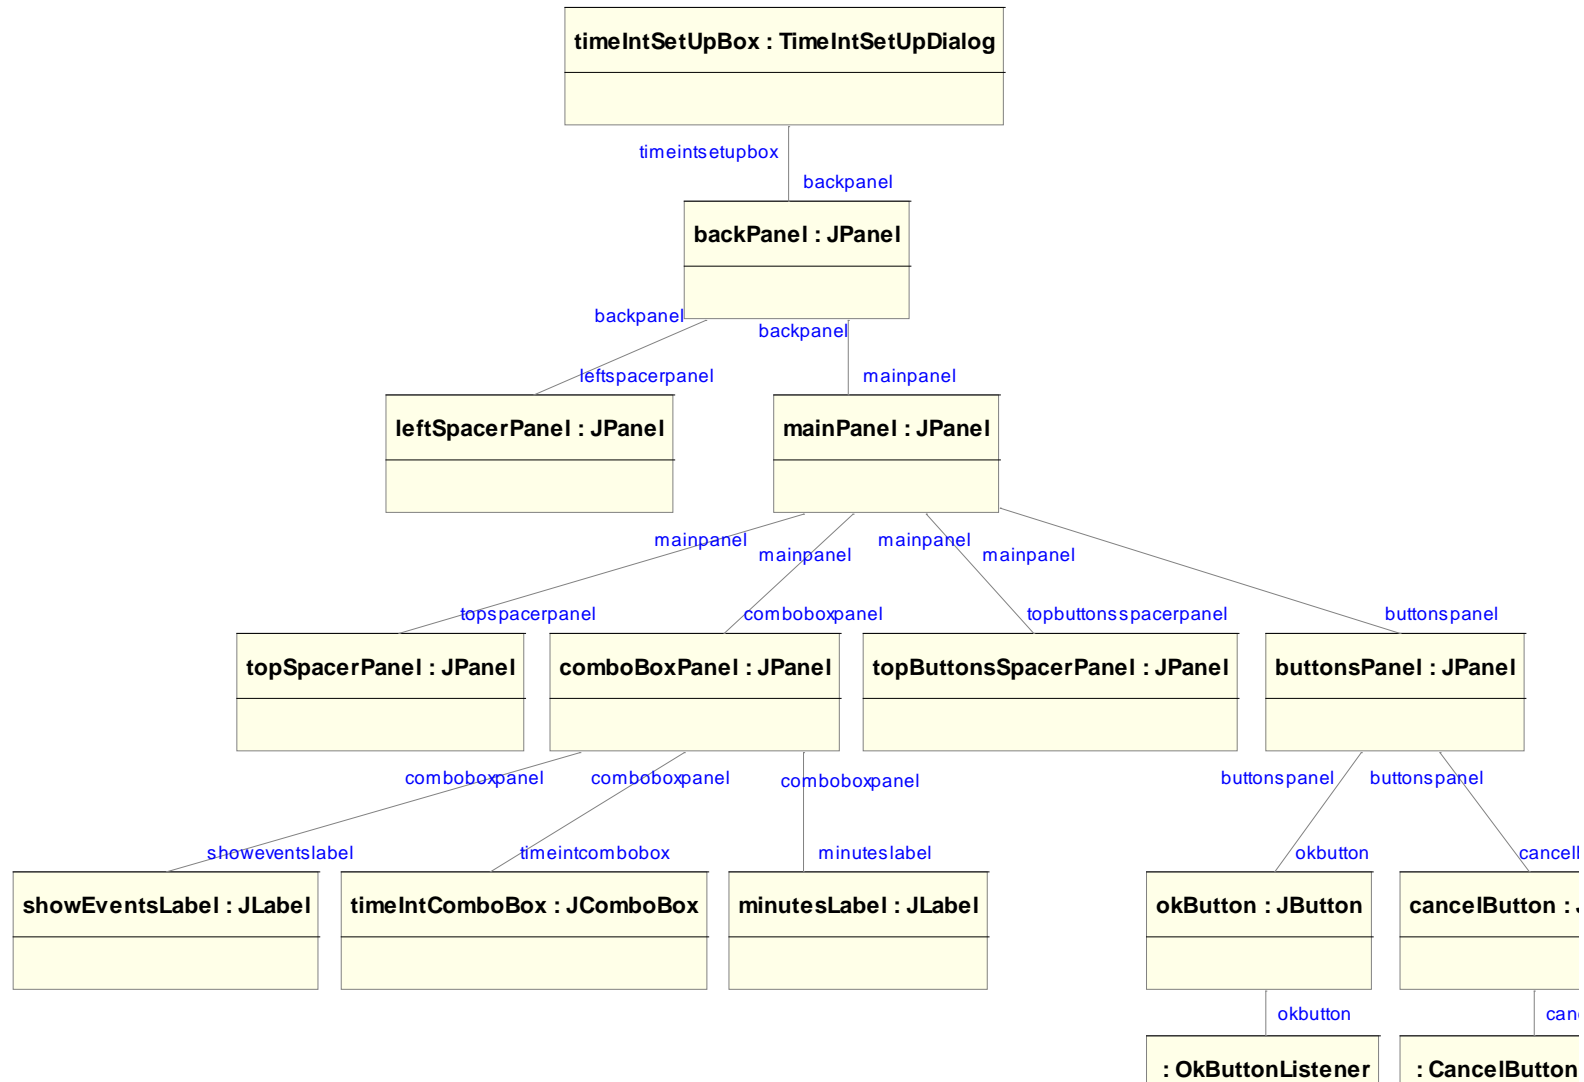 timeIntSetUpBox : TimeIntSetUpDialog
timeintsetupbox
backpanel
backPanel : JPanel
backpanel
backpanel
leftspacerpanel
mainpanel
leftSpacerPanel : JPanel
mainPanel : JPanel
mainpanel
mainpanel
mainpanel
mainpanel
topspacerpanel
comboboxpanel
topbuttonsspacerpanel
buttonspanel
topSpacerPanel : JPanel
comboBoxPanel : JPanel
topButtonsSpacerPanel : JPanel
buttonsPanel : JPanel
comboboxpanel
comboboxpanel
comboboxpanel
buttonspanel
buttonspanel
showeventslabel
timeintcombobox
minuteslabel
okbutton
showEventsLabel : JLabel
timeIntComboBox : JComboBox
minutesLabel : JLabel
okButton : JButton
cancelButton :
okbutton
: OkButtonListener
: CancelButton